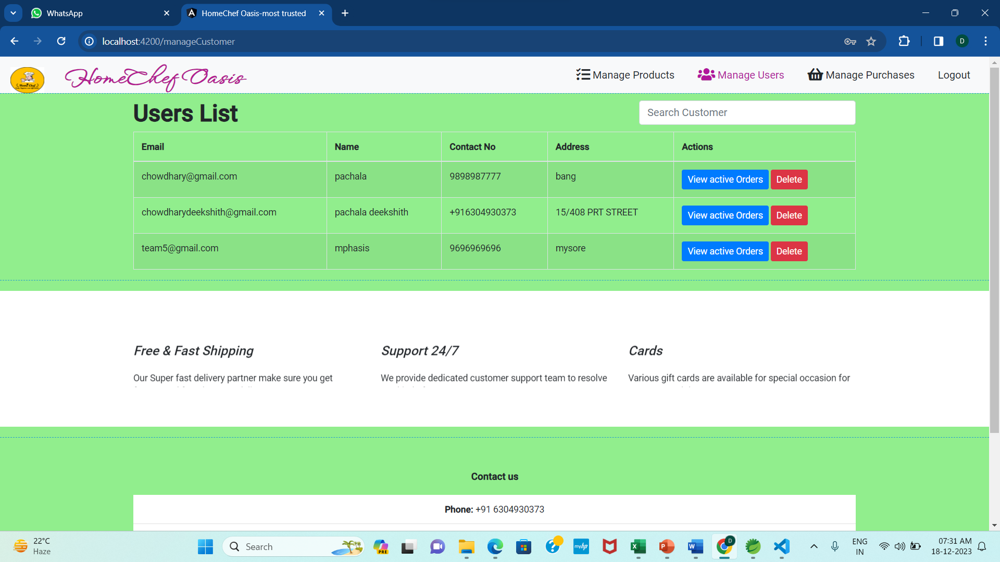 WhatsApp
HomeChef Oasis-most trusted
localhost:4200/manageCustomer
D
HomeChef Oasis
Manage Products
Manage Users
Manage Purchases
Logout
Users List
Search Customer
Email Name Contact No Address Actions
chowdhary@gmail.com pachala 9898987777 bang View active Orders Delete
chowdharydeekshith@gmail.com pachala deekshith +916304930373 15/408 PRT STREET View active Orders Delete
team5@gmail.com mphasis 9696969696 mysore View active Orders Delete
Free & Fast Shipping
Our Super fast delivery partner make sure you get
Support 24/7
We provide dedicated customer support team to resolve
Cards
Various gift cards are available for special occasion for
Contact us
Phone: +91 6304930373
22°C
Haze
Search
PRE
myhp
D
ENG
IN
07:31 AM
18-12-2023